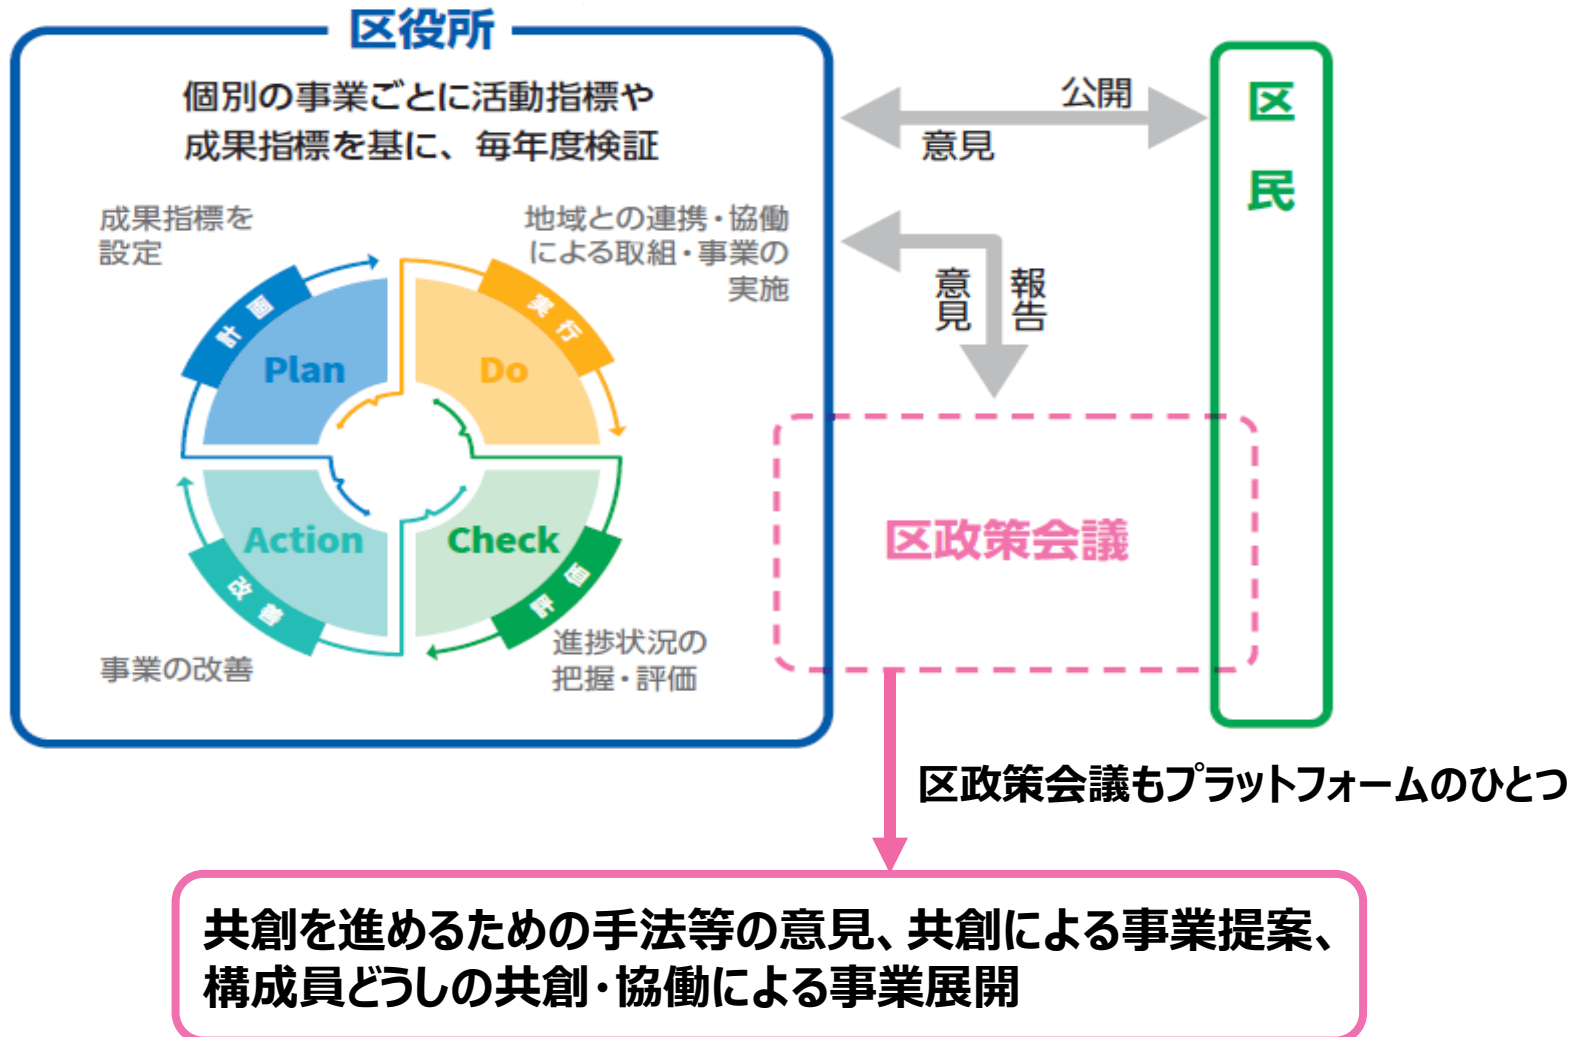 区役所
個別の事業ごとに活動指標や
成果指標を基に、毎年度検証
成果指標を
設定
地域との連携・協働
による取組・事業の
実施
計画
実行
Plan
Do
Action
Check
改善
評価
事業の改善
進捗状況の
把握・評価
公開
意見
意見
報告
区民
区政策会議
区政策会議もプラットフォームのひとつ
共創を進めるための手法等の意見、共創による事業提案、
構成員どうしの共創・協働による事業展開